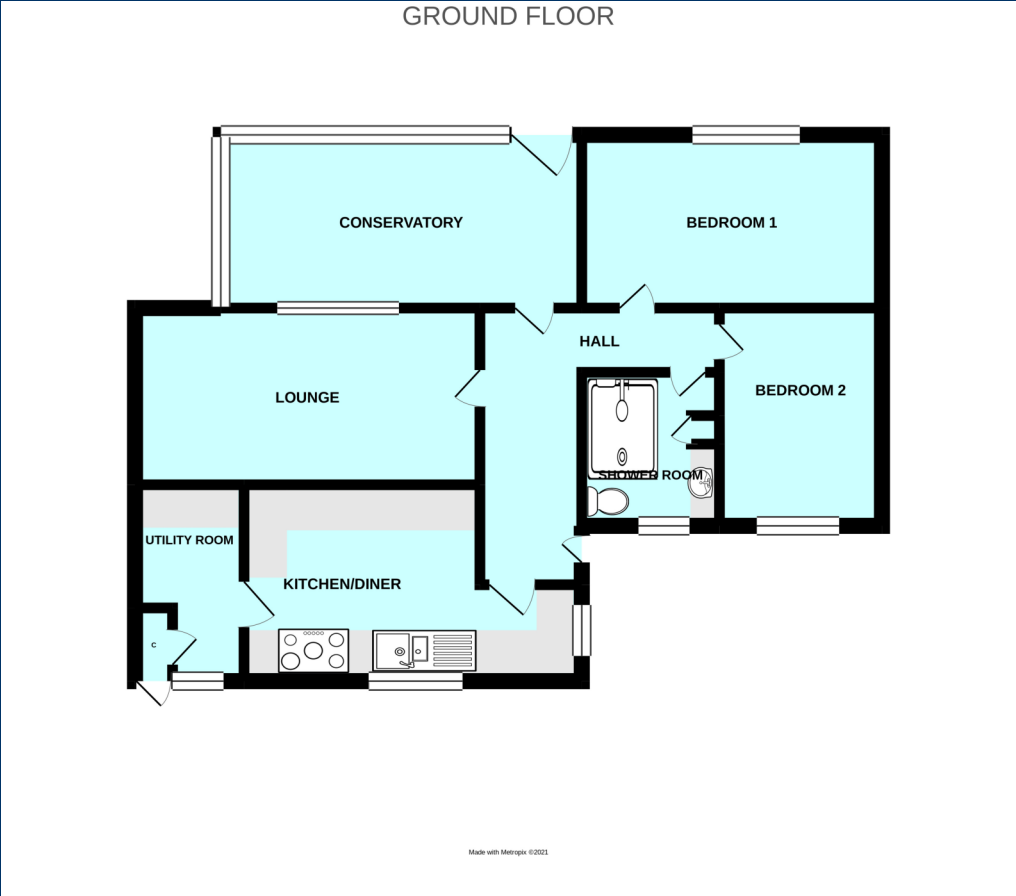 GROUND FLOOR
CONSERVATORY
BEDROOM 1
HALL
LOUNGE
BEDROOM 2
SHOWER ROOM
UTILITY ROOM
KITCHEN/DINER
C
Made with Metropix ©2021